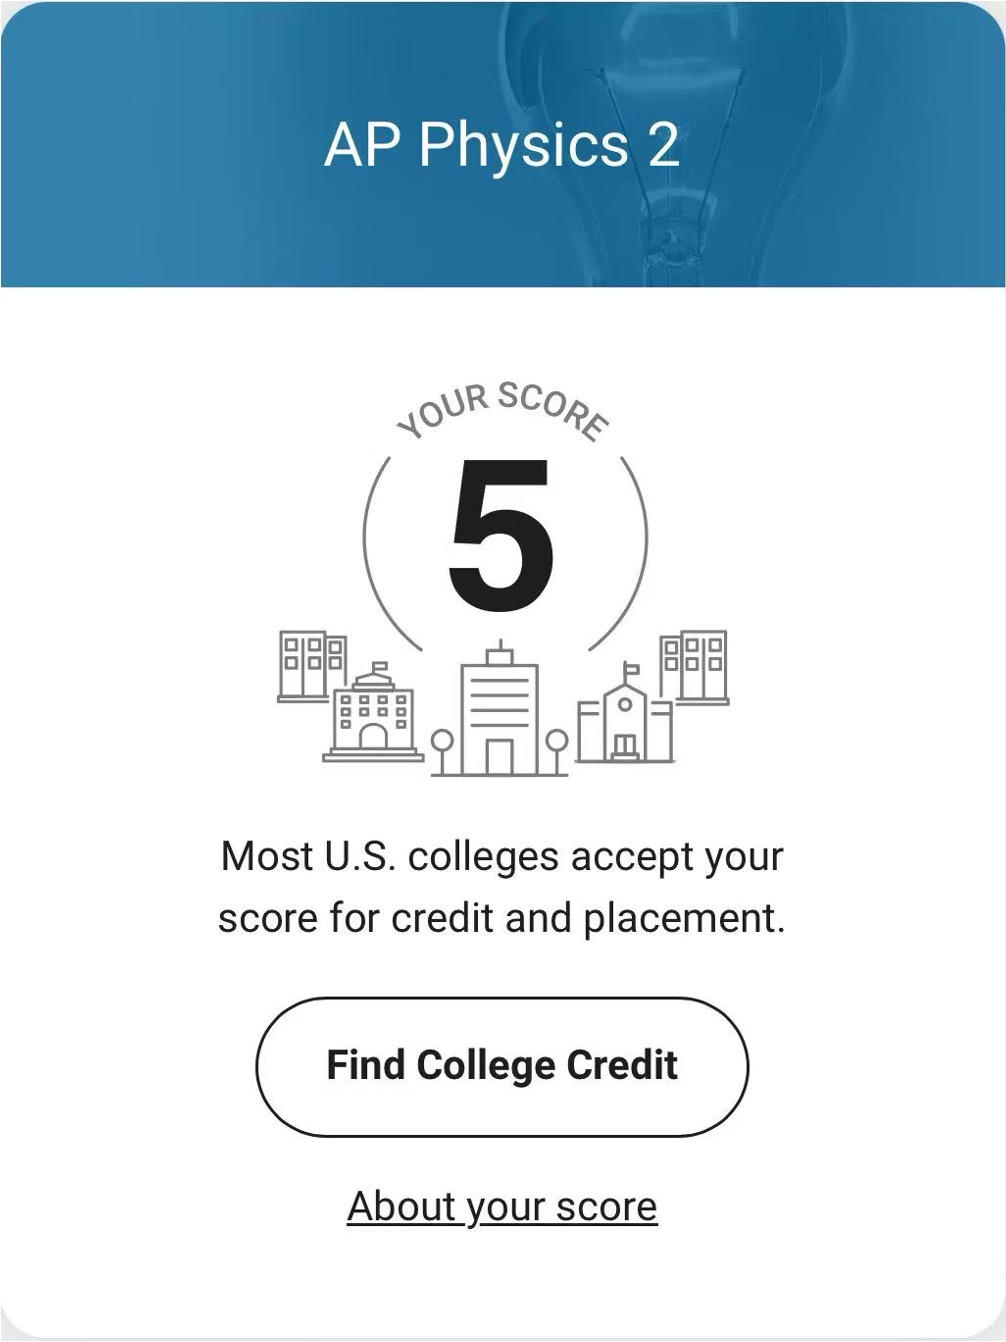 AP Physics 2
YOUR SCORE
5
Most U.S. colleges accept your
score for credit and placement.
Find College Credit
About your score